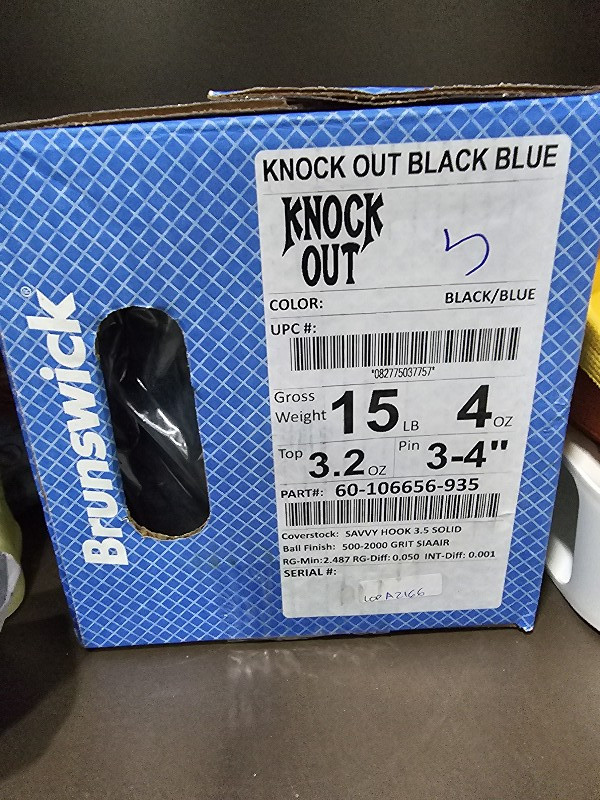 Brunswick®
KNOCK OUT BLACK BLUE
KNOCK
OUT
5
COLOR: BLACK/BLUE
UPC #:
*082775037757*
Gross
Weight 15 LB 4 OZ
Top 3.2 OZ Pin 3-4"
PART#: 60-106656-935
Coverstock: SAVVY HOOK 3.5 SOLID
Ball Finish: 500-2000 GRIT SIAAIR
RG-Min:2.487 RG-Diff:0.050 INT-Diff: 0.001
SERIAL #: